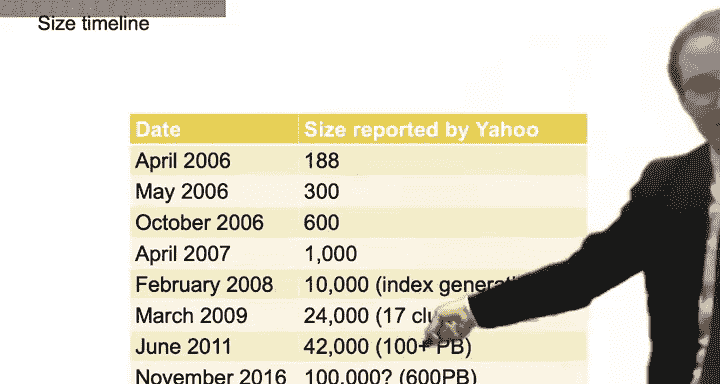 Size timeline
Date Size reported by Yahoo
April 2006 188
May 2006 300
October 2006 600
April 2007 1,000
February 2008 10,000 (index
March 2009 24,000 (17
June 2011 42,000 (100+ PB)
November 2016 100,000? (600PB)